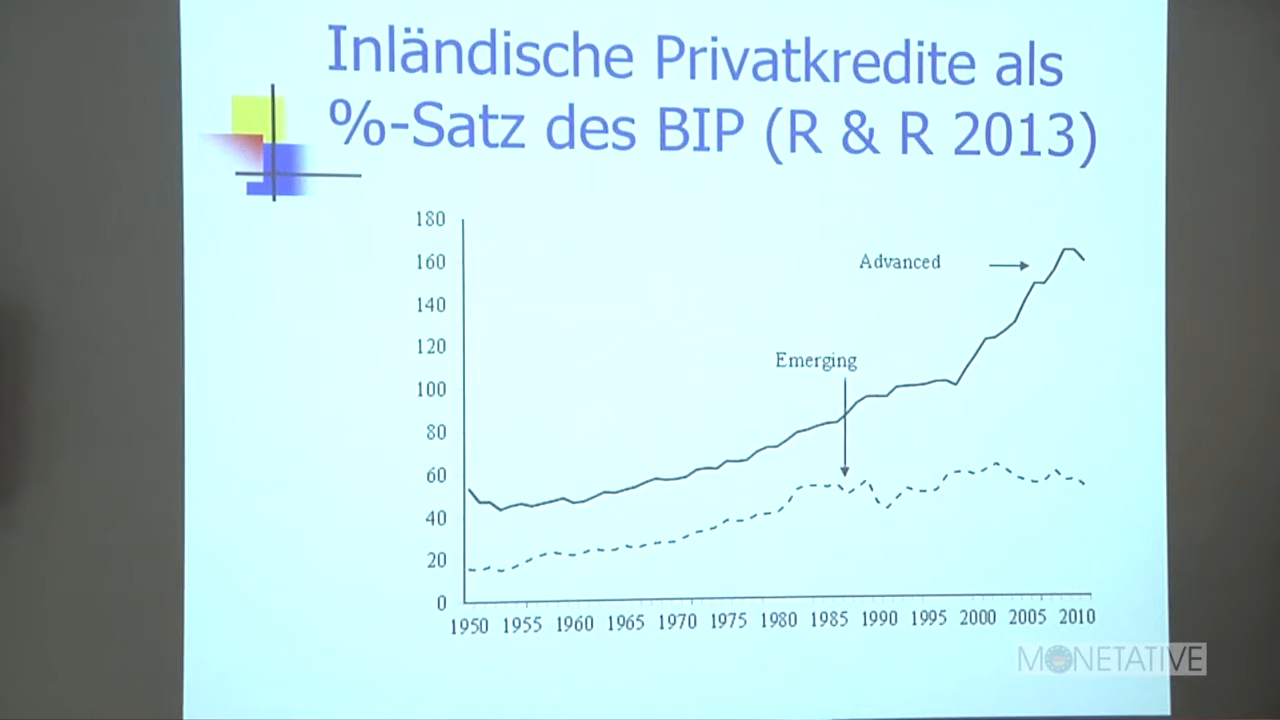 Inländische Privatkredite als
%-Satz des BIP (R & R 2013)
180
160
140
120
100
80
60
40
20
0
Advanced
Emerging
1950 1955 1960 1965 1970 1975 1980 1985 1990 1995 2000 2005 2010
MONETATIVE